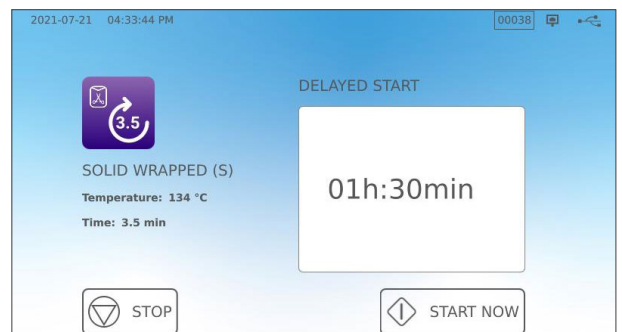 2021-07-21 04:33:44 PM 00038
DELAYED START
3.5
SOLID WRAPPED (S)
Temperature: 134 °C
Time: 3.5 min
01h:30min
STOP
START NOW